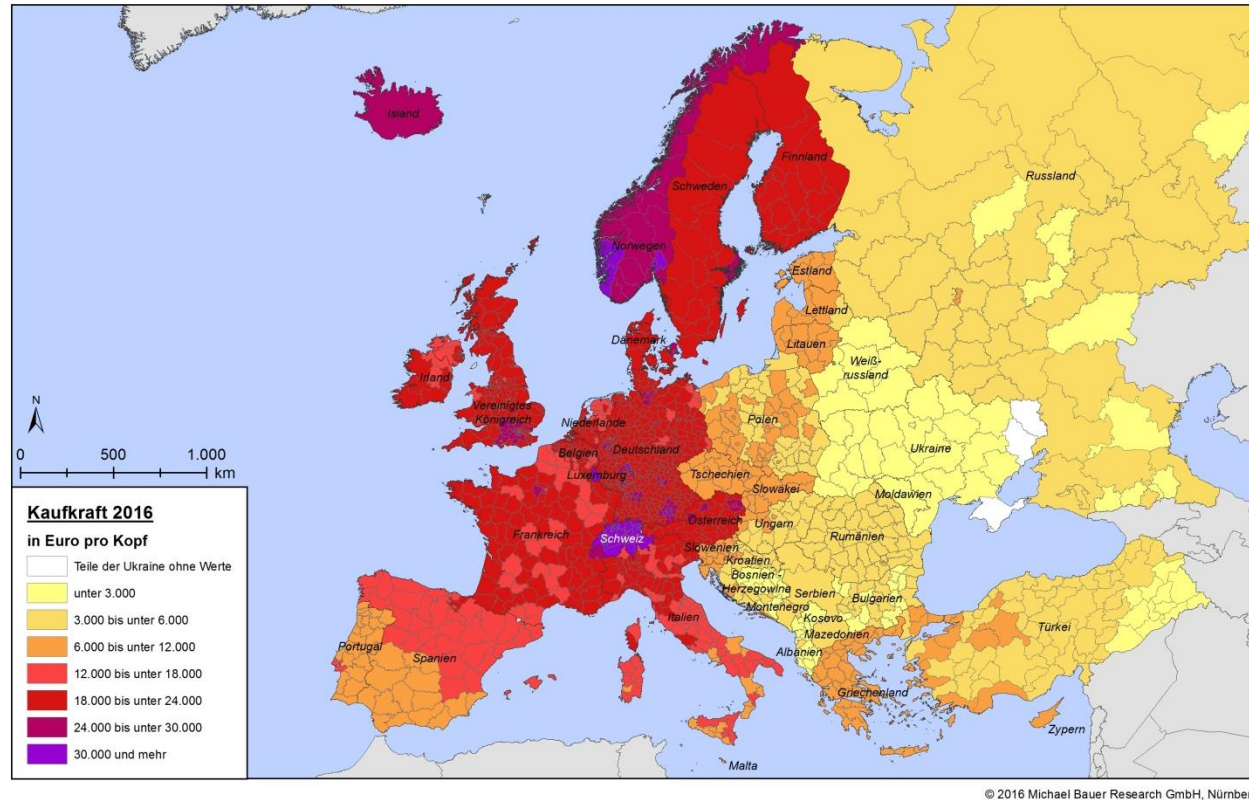 Island
Finnland
Russland
Schweden
Norwegen
Estland
Lettland
Dänemark
Litauen
Weiß-
russland
Irland
Vereinigtes
Königreich
Niederlande
Polen
Belgien
Deutschland
Ukraine
Luxemburg
Tschechien
Slowakei
Moldawien
Österreich
Ungarn
Frankreich
Schweiz
Rumänien
Slowenien
Kroatien
Bosnien -
Herzegowina
Serbien
Bulgarien
Montenegro
Italien
Kosovo
Mazedonien
Türkei
Portugal
Spanien
Albanien
Griechenland
Zypern
Malta
N
0 500 1.000
km
Kaufkraft 2016
in Euro pro Kopf
Teile der Ukraine ohne Werte
unter 3.000
3.000 bis unter 6.000
6.000 bis unter 12.000
12.000 bis unter 18.000
18.000 bis unter 24.000
24.000 bis unter 30.000
30.000 und mehr
© 2016 Michael Bauer Research GmbH, Nürnber